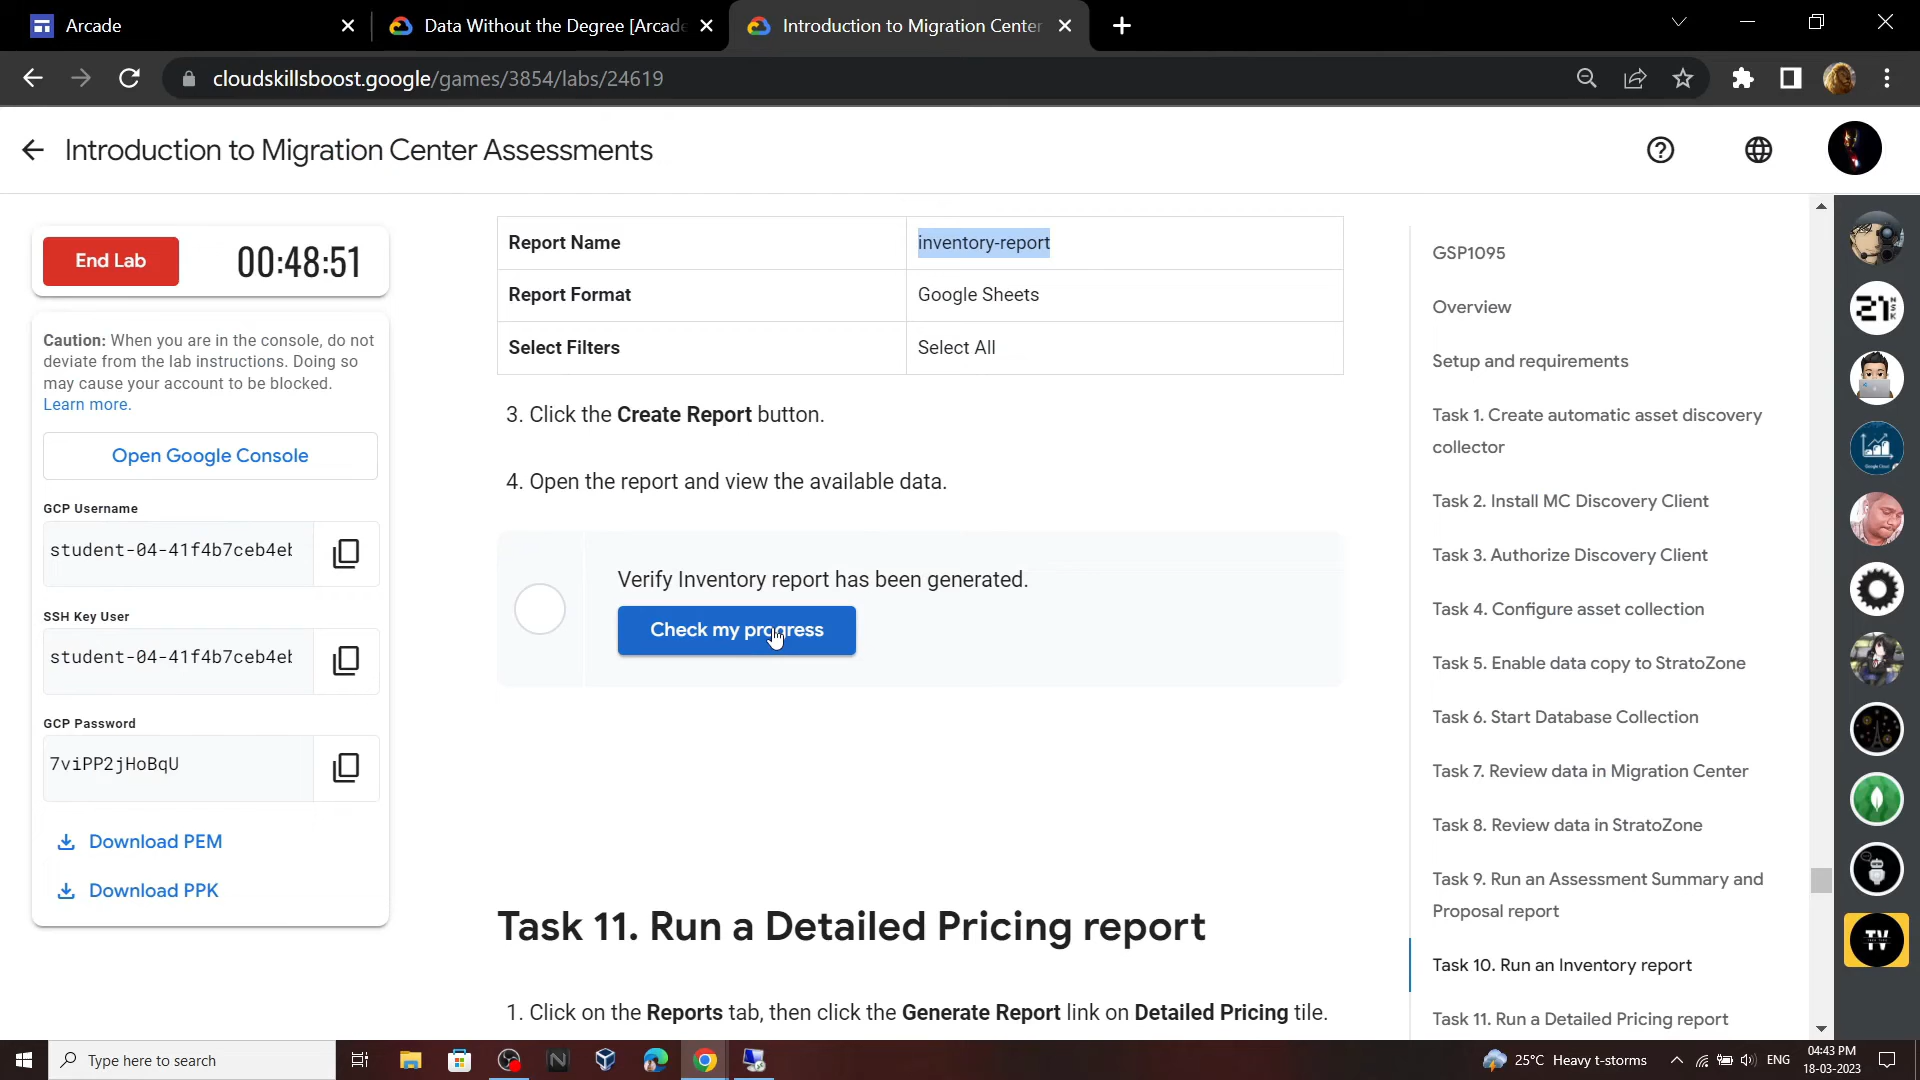 Arcade
Data Without the Degree [Arcade
Introduction to Migration Center
cloudskillsboost.google/games/3854/labs/24619
Introduction to Migration Center Assessments
End Lab
00:48:51
Caution: When you are in the console, do not
deviate from the lab instructions. Doing so
may cause your account to be blocked.
Learn more.
Open Google Console
GCP Username
student-04-41f4b7ceb4eb
SSH Key User
student-04-41f4b7ceb4eb
GCP Password
7viPP2jHoBqU
Download PEM
Download PPK
Report Name inventory-report
Report Format Google Sheets
Select Filters Select All
3. Click the Create Report button.
4. Open the report and view the available data.
Verify Inventory report has been generated.
Check my progress
Task 11. Run a Detailed Pricing report
1. Click on the Reports tab, then click the Generate Report link on Detailed Pricing tile.
GSP1095
Overview
Setup and requirements
Task 1. Create automatic asset discovery
collector
Task 2. Install MC Discovery Client
Task 3. Authorize Discovery Client
Task 4. Configure asset collection
Task 5. Enable data copy to StratoZone
Task 6. Start Database Collection
Task 7. Review data in Migration Center
Task 8. Review data in StratoZone
Task 9. Run an Assessment Summary and
Proposal report
Task 10. Run an Inventory report
Task 11. Run a Detailed Pricing report
21
TV
Type here to search
25°C Heavy t-storms
ENG
04:43 PM
18-03-2023